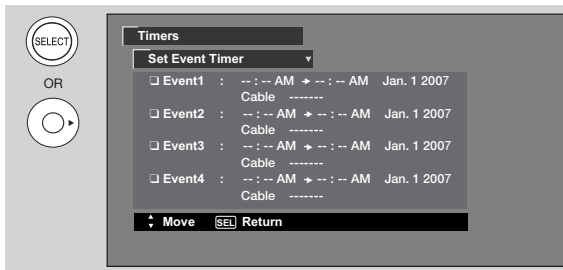 SELECT
OR
Timers
Set Event Timer ▼
❏ Event1 : -- : -- AM ➔ -- : -- AM Jan. 1 2007
Cable -------
❏ Event2 : -- : -- AM ➔ -- : -- AM Jan. 1 2007
Cable -------
❏ Event3 : -- : -- AM ➔ -- : -- AM Jan. 1 2007
Cable -------
❏ Event4 : -- : -- AM ➔ -- : -- AM Jan. 1 2007
Cable -------
Move SEL Return